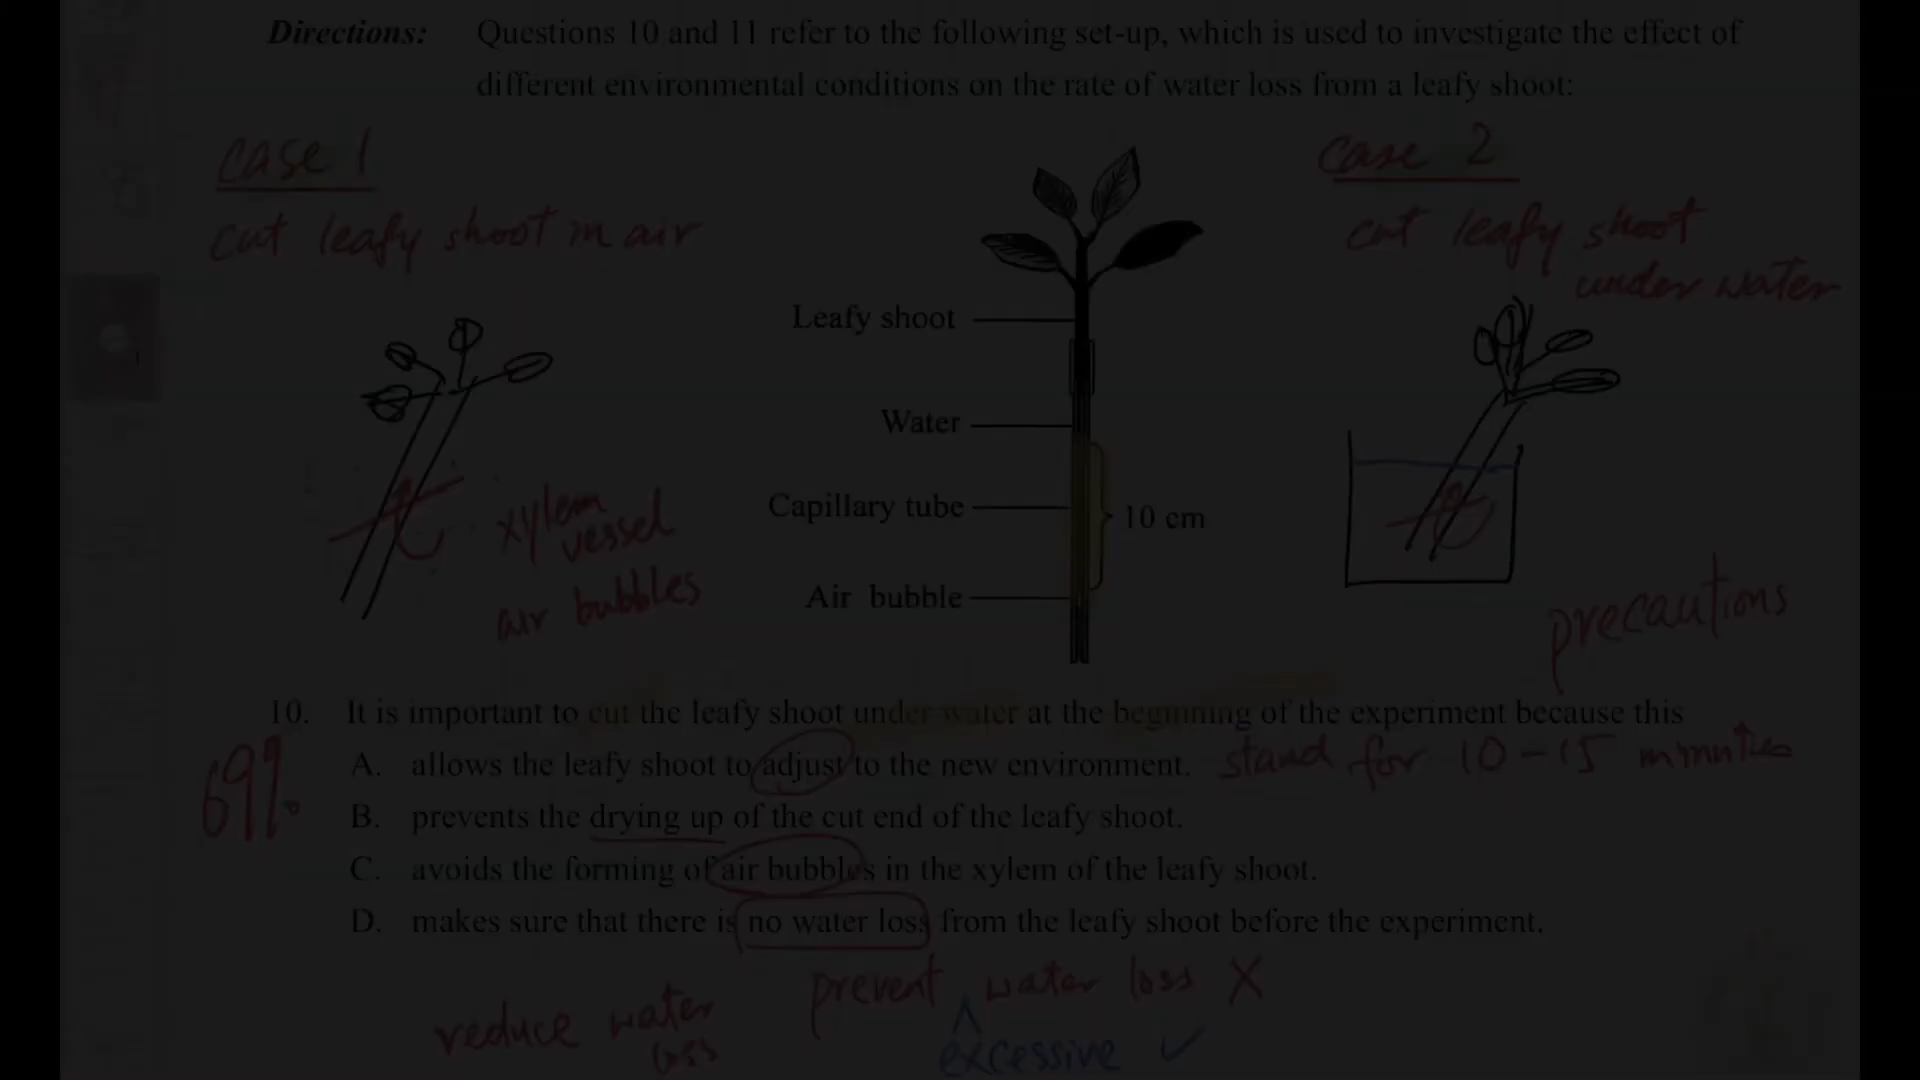 Directions: Questions 10 and 11 refer to the following set-up, which is used to investigate the effect of
different environmental conditions on the rate of water loss from a leafy shoot:
case 1
cut leafy shoot in air
case 2
cut leafy shoot
under water
Leafy shoot
Water
Capillary tube
10 cm
Air bubble
xylem
vessel
air bubbles
precautions
10. It is important to cut the leafy shoot under water at the beginning of the experiment because this
69%
A. allows the leafy shoot to adjust to the new environment. stand for 10-15 minutes
B. prevents the drying up of the cut end of the leafy shoot.
C. avoids the forming of air bubbles in the xylem of the leafy shoot.
D. makes sure that there is no water loss from the leafy shoot before the experiment.
reduce water
loss
prevent water loss X
excessive ✓